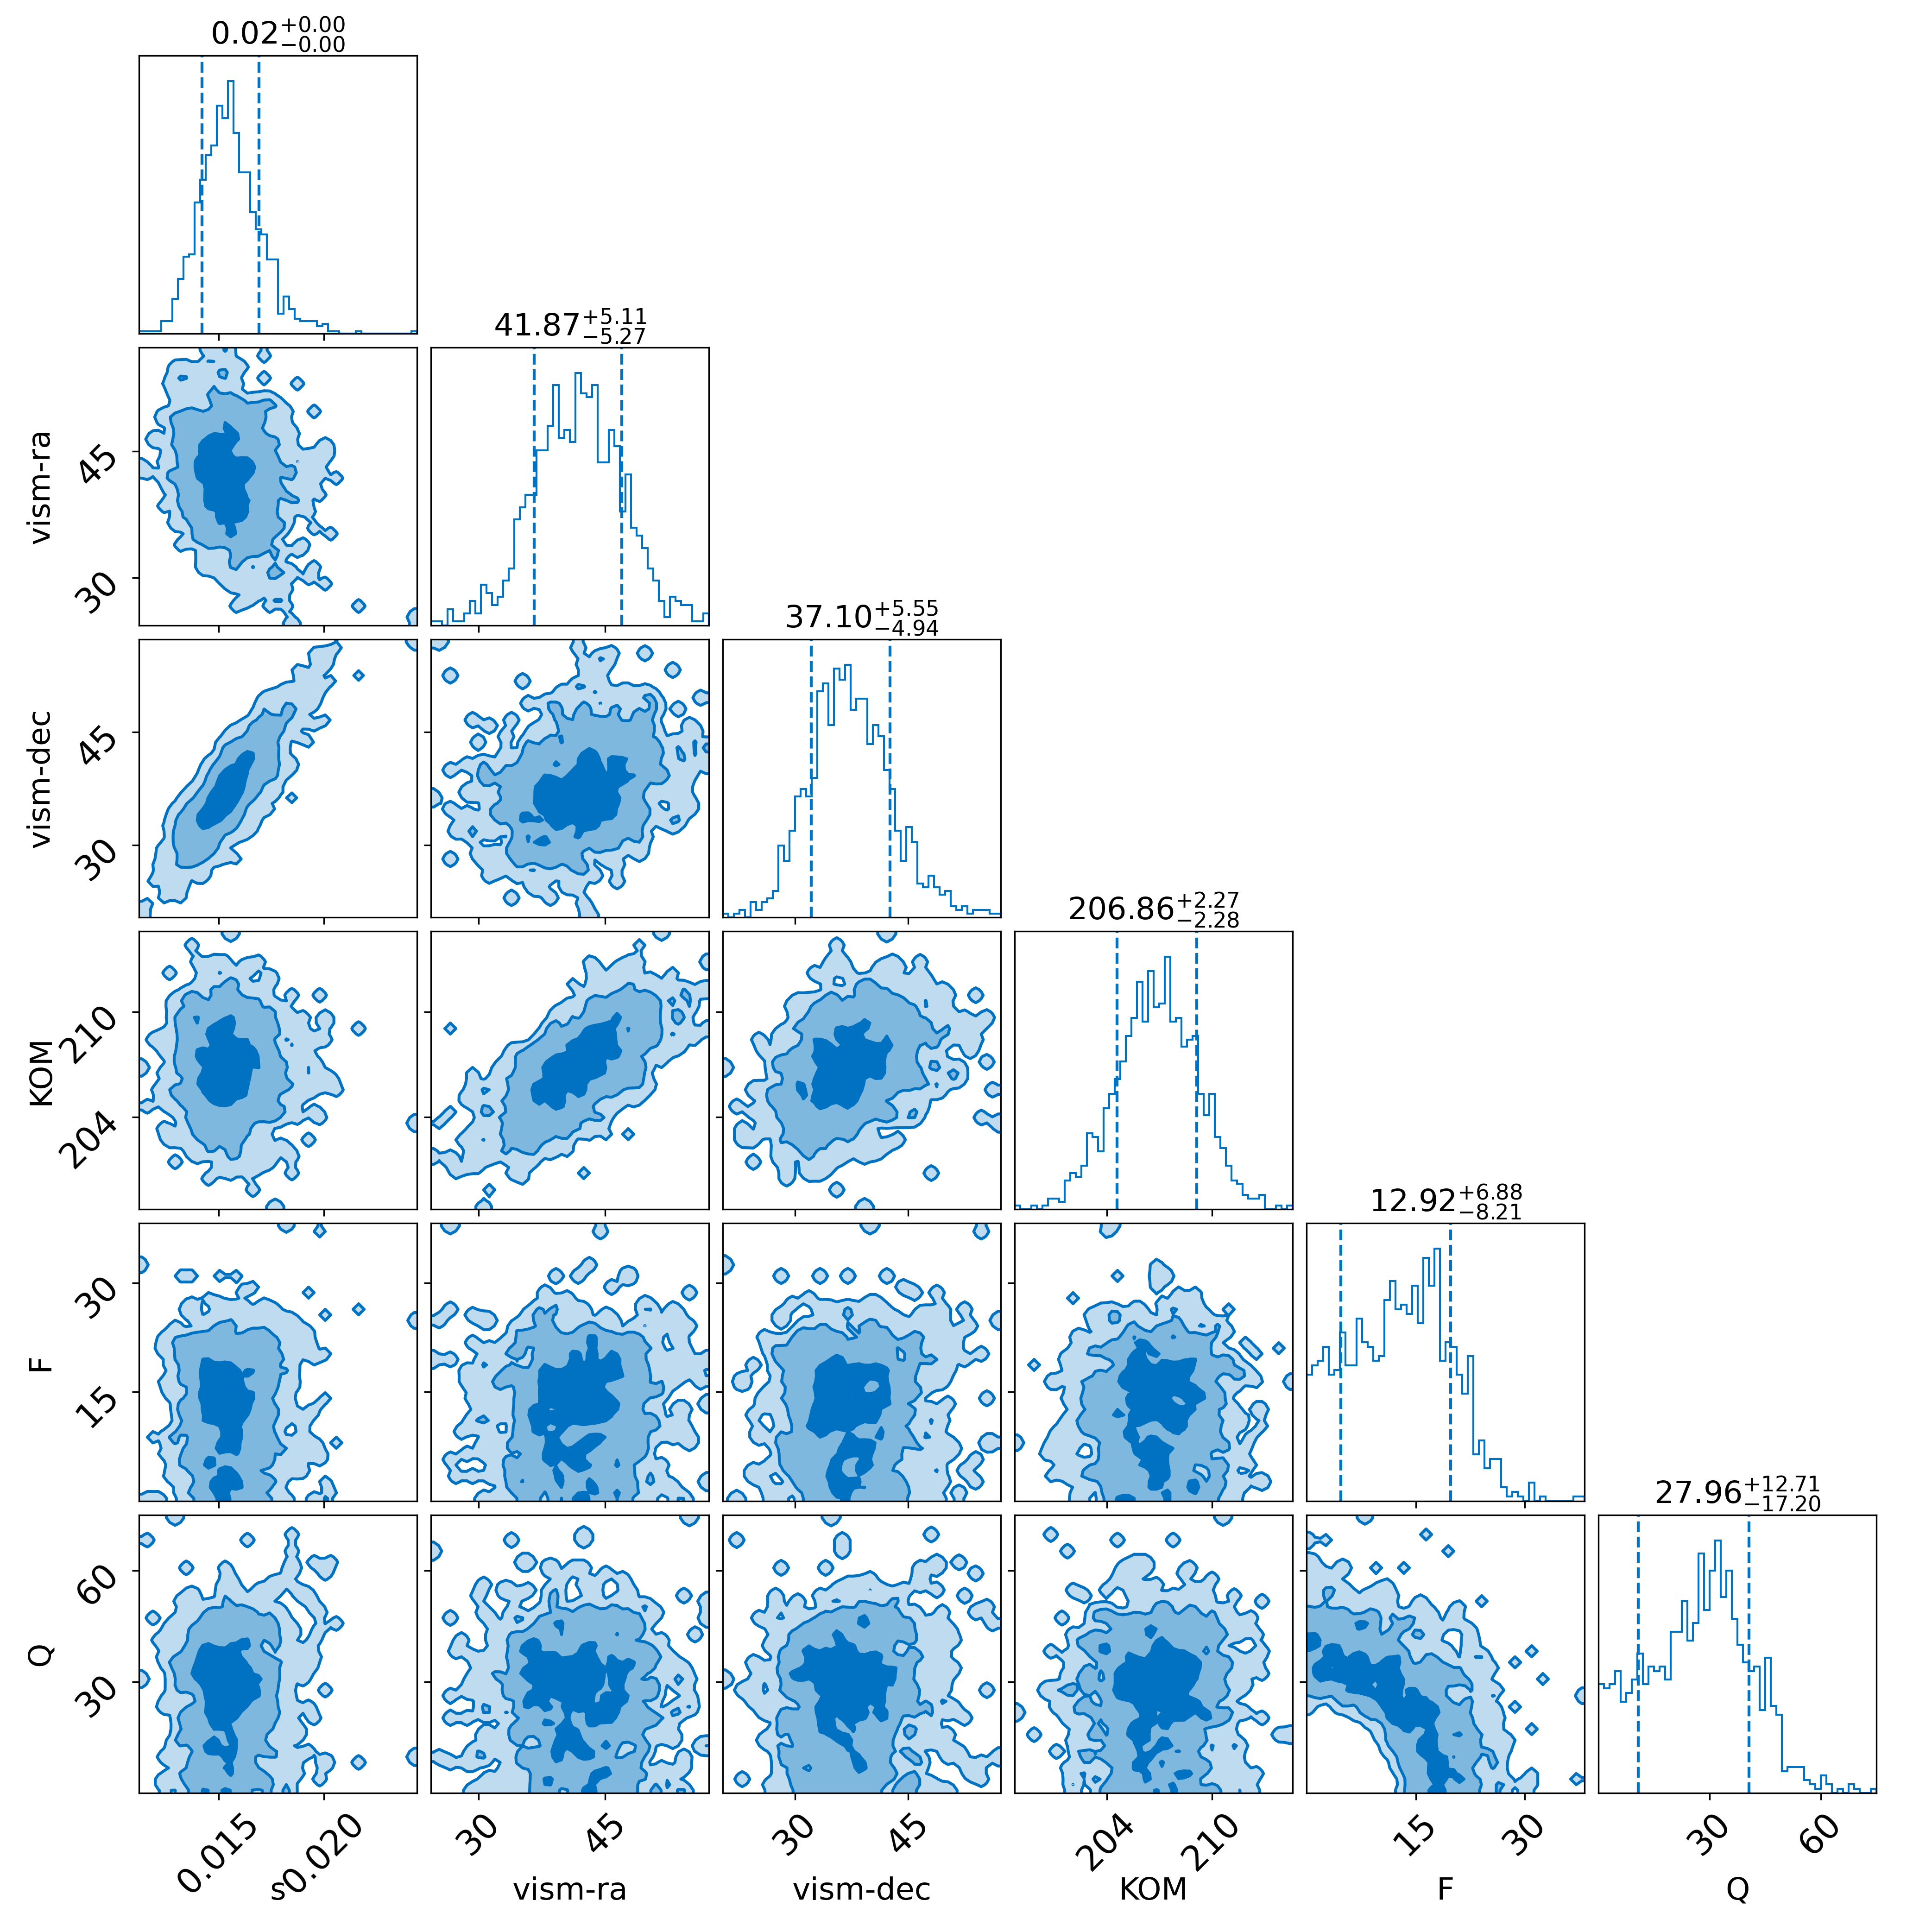 0.02+0.00−0.00
41.87+5.11−5.27
vism-ra
45
30
37.10+5.55−4.94
vism-dec
45
30
206.86+2.27−2.28
KOM
210
204
12.92+6.88−8.21
F
30
15
27.96+12.71−17.20
Q
60
30
0.015 0.020 30 45 30 45 204 210 15 30 30 60
s vism-ra vism-dec KOM F Q